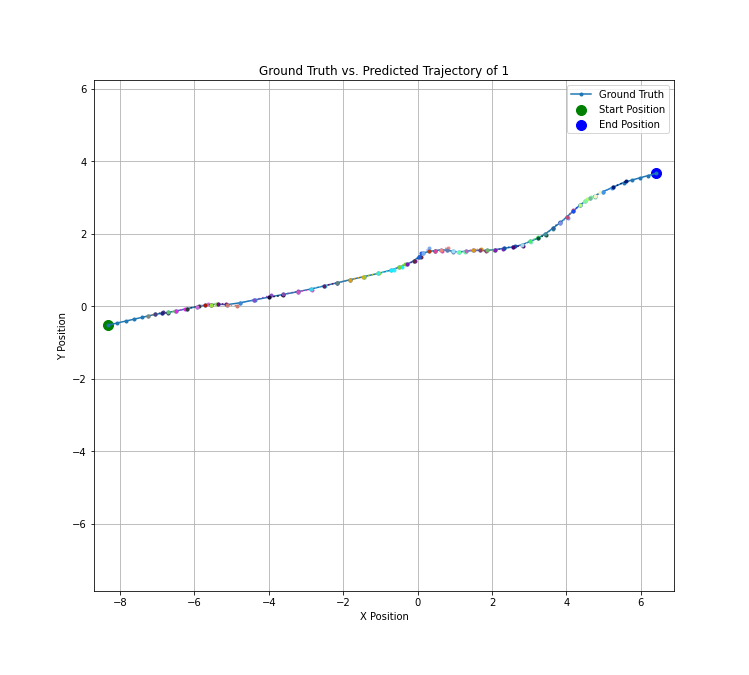 Ground Truth vs. Predicted Trajectory of 1
Ground Truth
Start Position
End Position
6
4
2
0
−2
−4
−6
Y Position
−8 −6 −4 −2 0 2 4 6
X Position